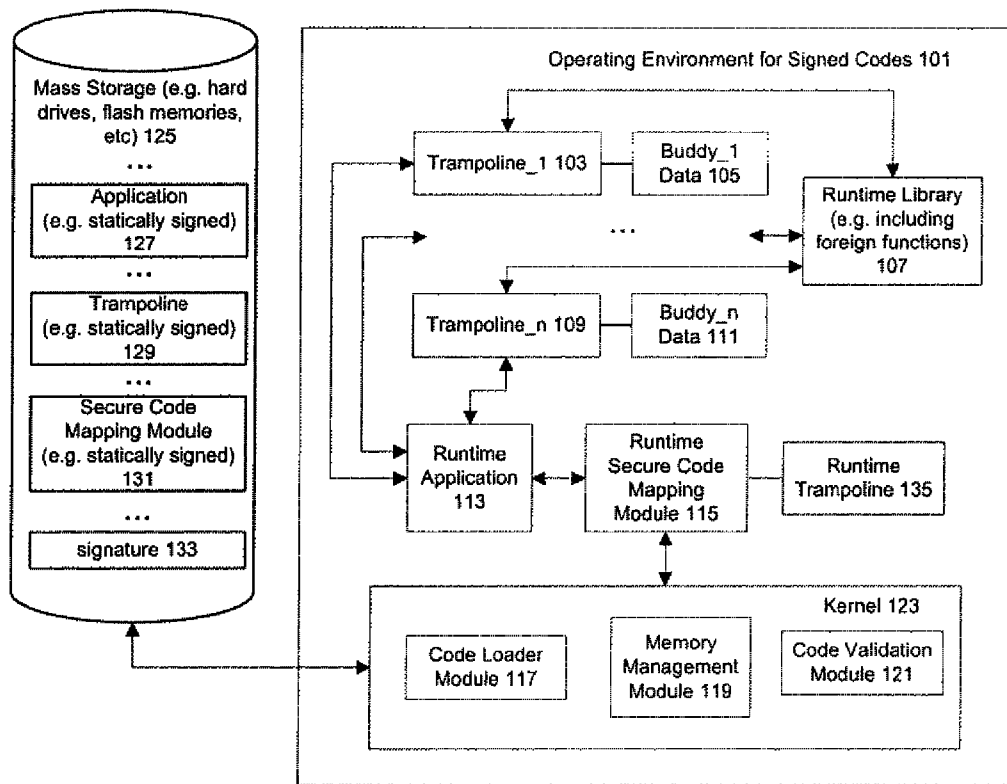 Mass Storage (e.g. hard
drives, flash memories,
etc) 125
...
Application
(e.g. statically signed)
127
...
Trampoline
(e.g. statically signed)
129
...
Secure Code
Mapping Module
(e.g. statically signed)
131
...
signature 133
Operating Environment for Signed Codes 101
Trampoline_1 103
Buddy_1
Data 105
Runtime Library
(e.g. including
foreign functions)
107
...
Trampoline_n 109
Buddy_n
Data 111
Runtime
Application
113
Runtime
Secure Code
Mapping
Module 115
Runtime
Trampoline 135
Kernel 123
Code Loader
Module 117
Memory
Management
Module 119
Code Validation
Module 121